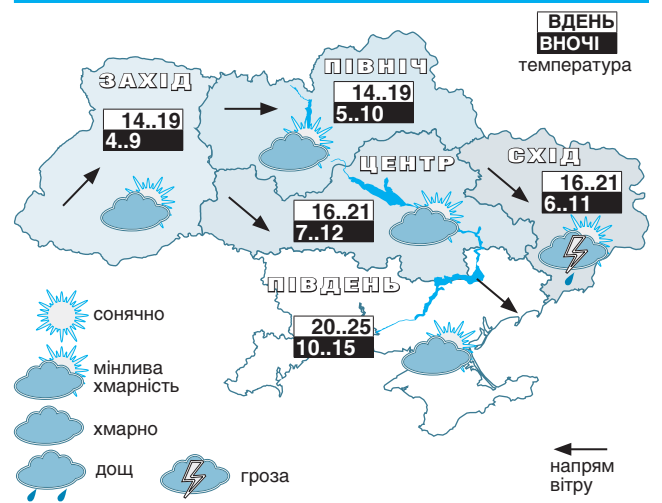 ВДЕНЬ
ВНОЧІ
температура
ЗАХІД
14..19
4..9
ПІВНІЧ
14..19
5..10
ЦЕНТР
16..21
7..12
СХІД
16..21
6..11
ПІВДЕНЬ
20..25
10..15
сонячно
мінлива
хмарність
хмарно
дощ
гроза
напрям
вітру